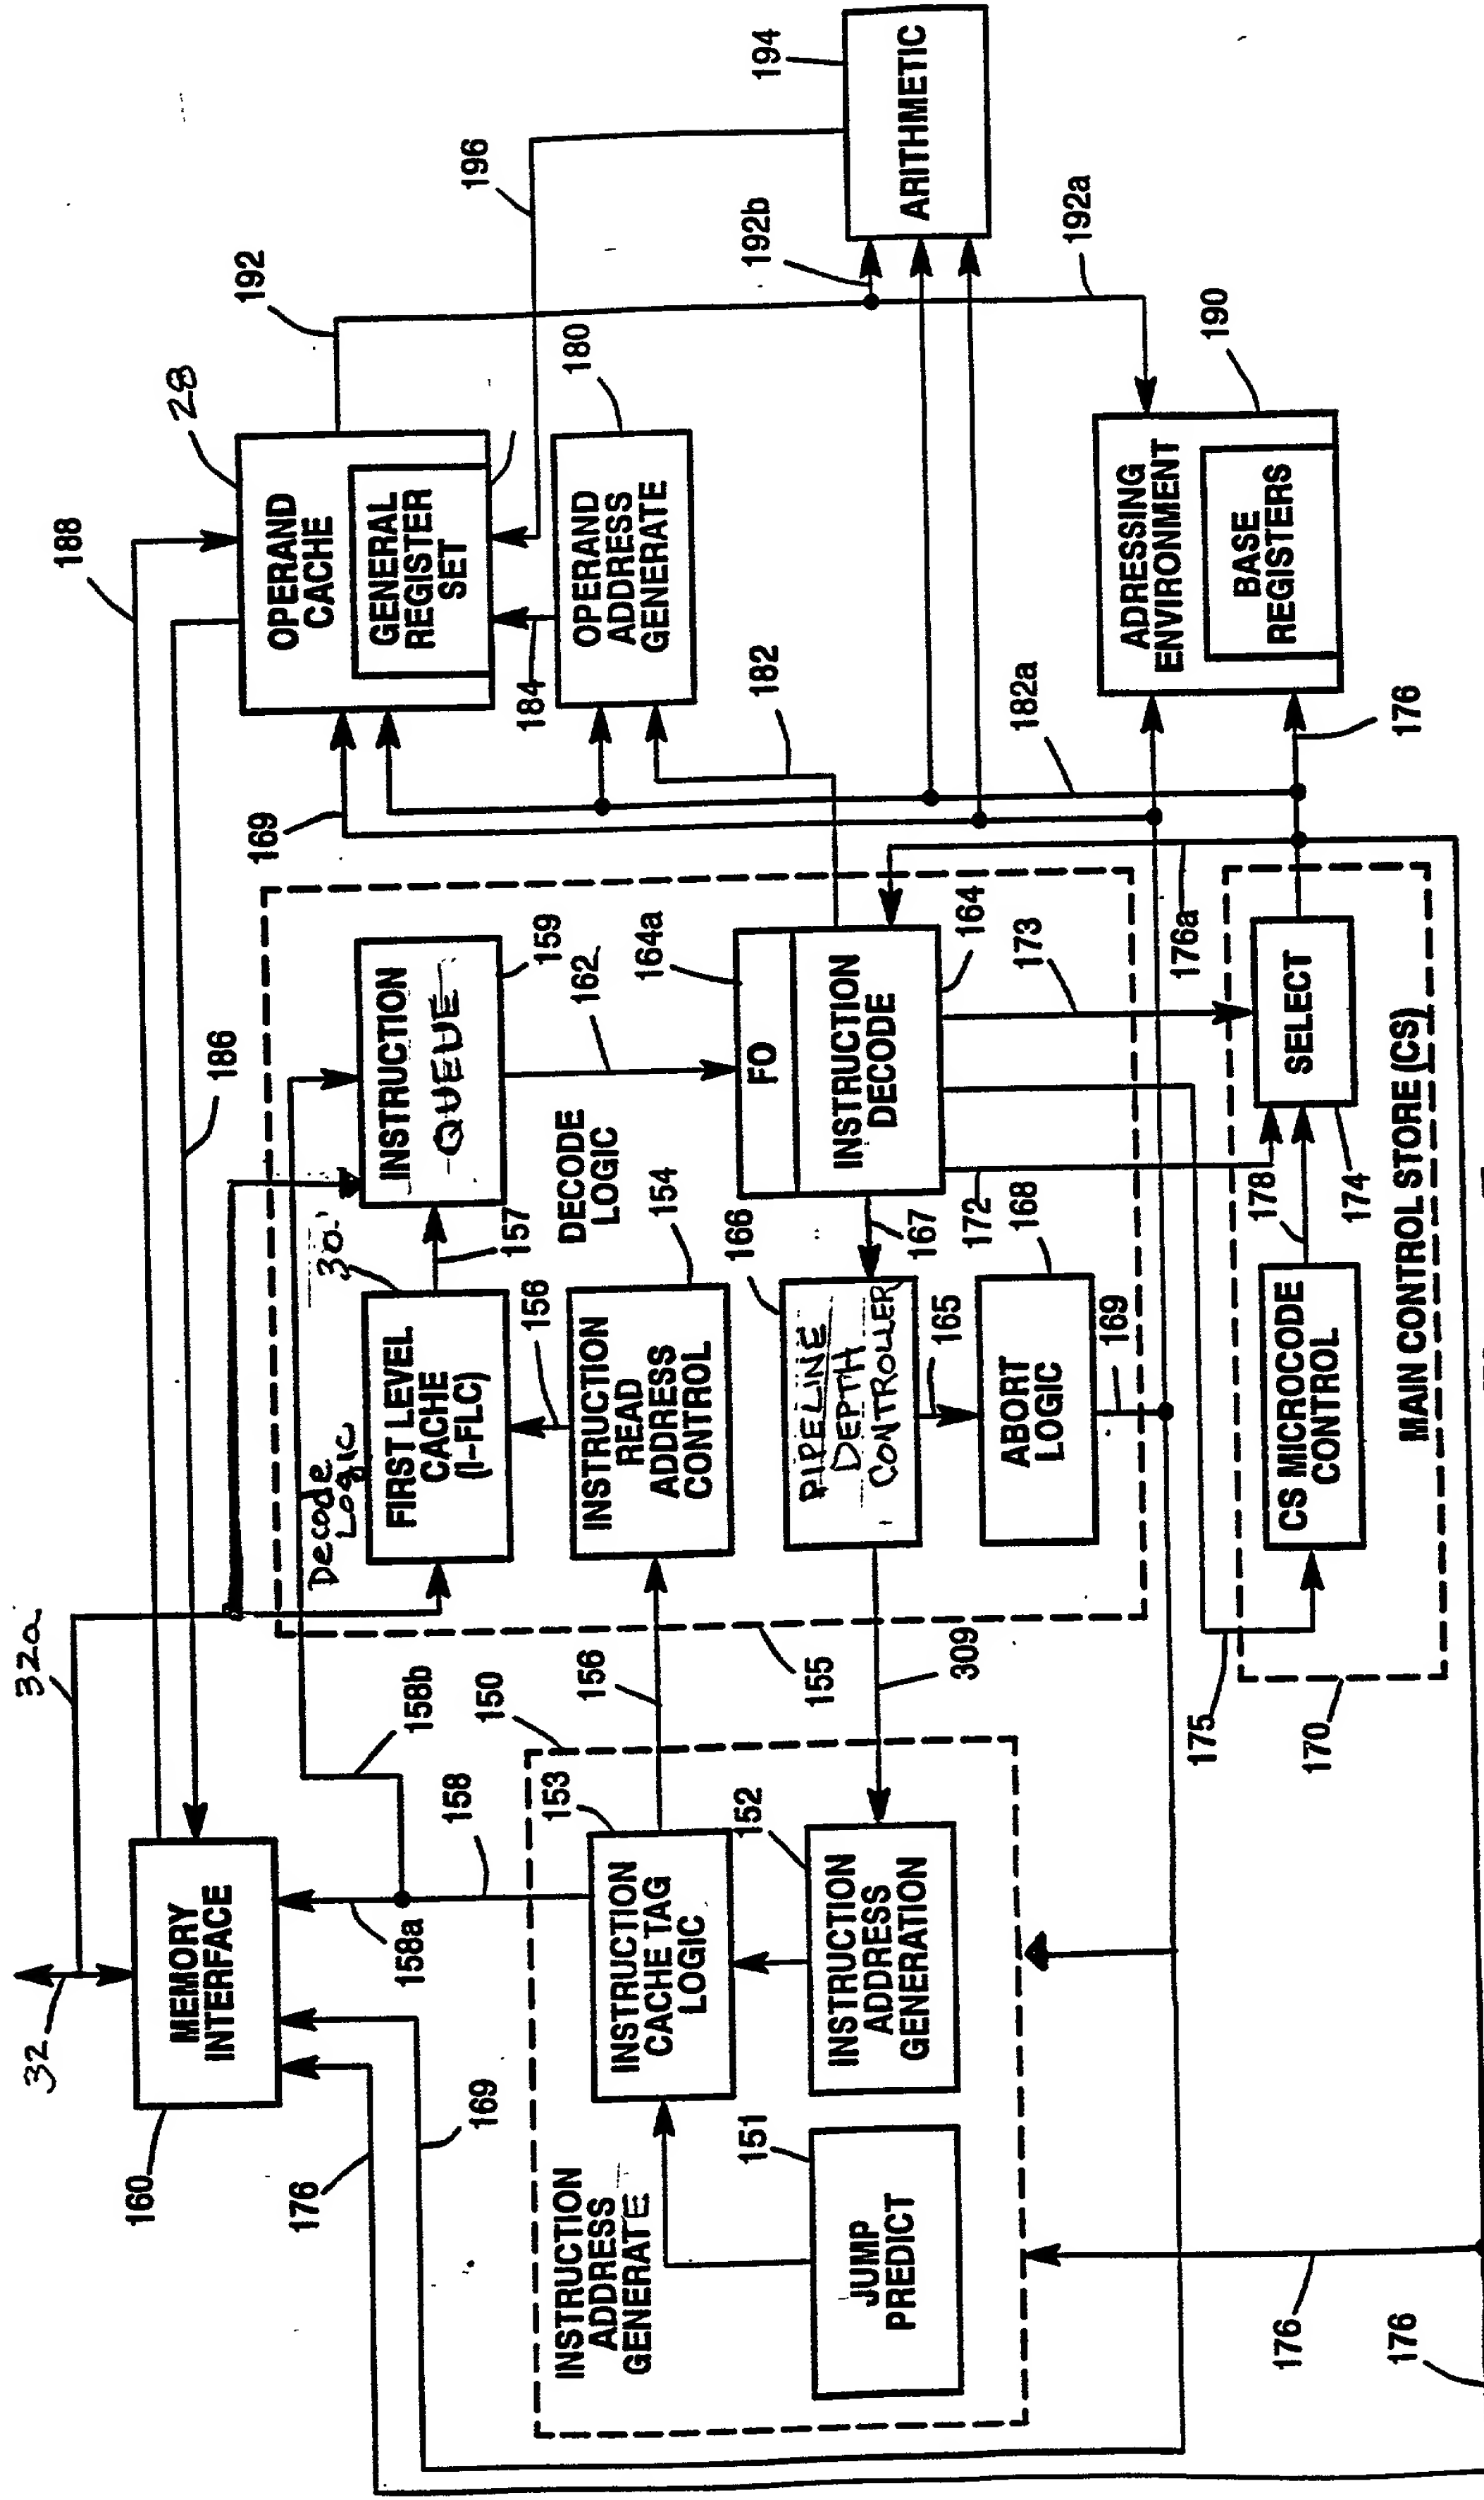 32
32a
188
28
192
196
194
160
MEMORY
INTERFACE
186
OPERAND
CACHE
GENERAL
REGISTER
SET
ARITHMETIC
176
169
158a
158
158b
Decode
Logic
30
FIRST LEVEL
CACHE
(I-FLC)
157
INSTRUCTION
QUEUE
159
169
184
OPERAND
ADDRESS
GENERATE
180
192b
INSTRUCTION
ADDRESS
GENERATE
153
150
INSTRUCTION
CACHE TAG
LOGIC
156
156
INSTRUCTION
READ
ADDRESS
CONTROL
154
DECODE
LOGIC
162
164a
182
192a
151
JUMP
PREDICT
152
INSTRUCTION
ADDRESS
GENERATION
309
155
166
PIPELINE
DEPTH
CONTROLLER
167
FO
INSTRUCTION
DECODE
164
182a
165
ABORT
LOGIC
168
169
172
173
176a
ADDRESSING
ENVIRONMENT
BASE
REGISTERS
190
176
175
170
CS MICROCODE
CONTROL
178
SELECT
174
MAIN CONTROL STORE (CS)
176
176